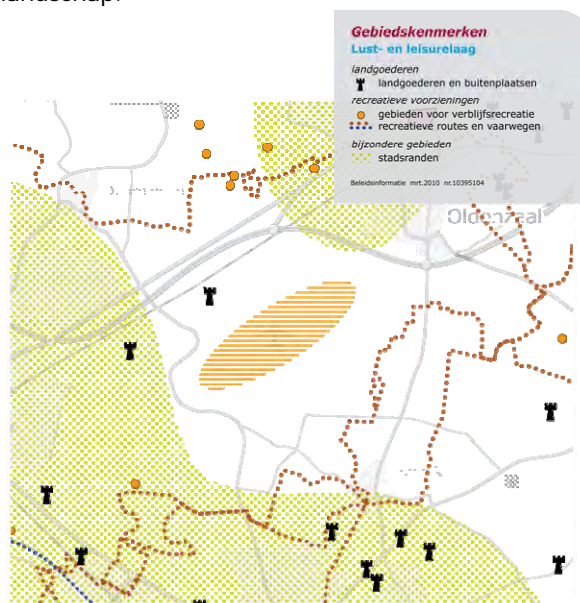 Gebiedskenmerken
Lust- en leisurelaag
landgoederen
landgoederen en buitenplaatsen
recreatieve voorzieningen
gebieden voor verblijfsrecreatie
recreatieve routes en vaarwegen
bijzondere gebieden
stadsranden
Beleidsinformatie mrt.2010 nr.10395104
Oldenzaal